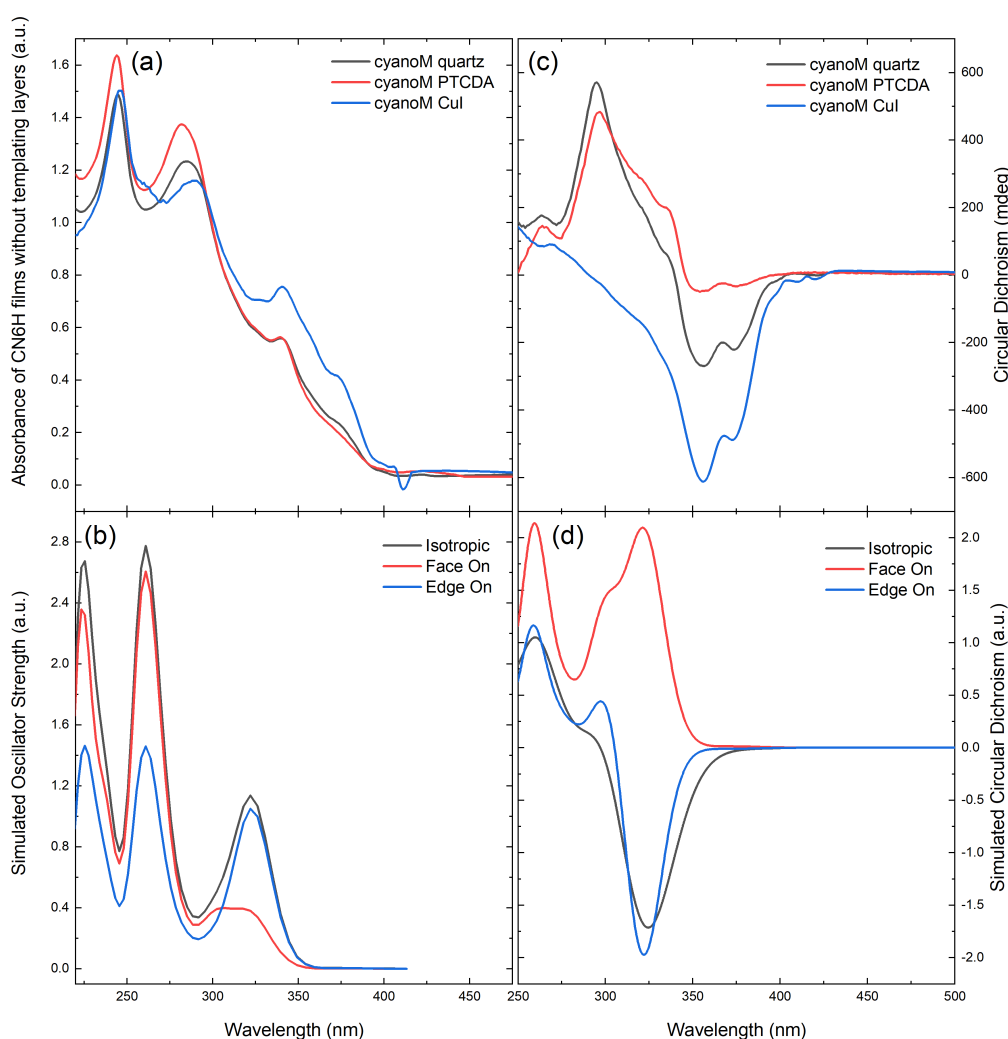 (a)
cyanoM quartz
cyanoM PTCDA
cyanoM CuI
Absorbance of CN6H films without templating layers (a.u.)
1.6
1.4
1.2
1.0
0.8
0.6
0.4
0.2
0.0
(c)
cyanoM quartz
cyanoM PTCDA
cyanoM CuI
600
400
200
0
-200
-400
-600
Circular Dichroism (mdeg)
(b)
Isotropic
Face On
Edge On
Simulated Oscillator Strength (a.u.)
2.8
2.4
2.0
1.6
1.2
0.8
0.4
0.0
250
300
350
400
450
Wavelength (nm)
(d)
Isotropic
Face On
Edge On
2.0
1.5
1.0
0.5
0.0
-0.5
-1.0
-1.5
-2.0
Simulated Circular Dichroism (a.u.)
250
300
350
400
450
500
Wavelength (nm)